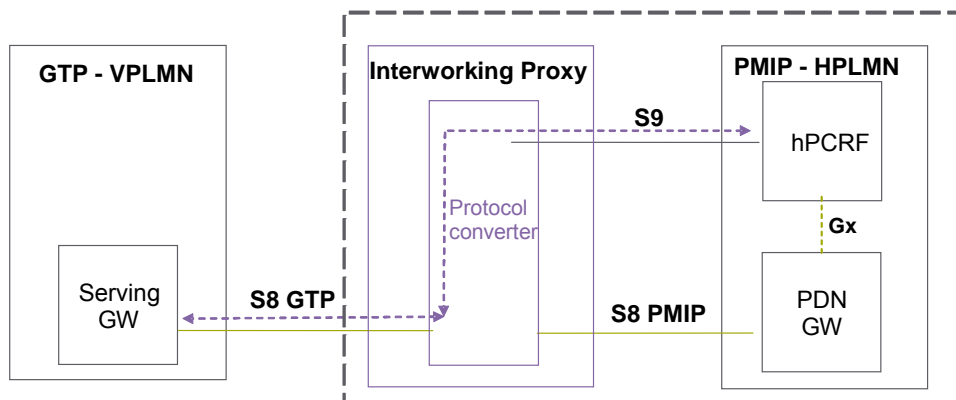 GTP - VPLMN
Interworking Proxy
PMIP - HPLMN
S9
hPCRF
Protocol
converter
Gx
Serving
GW
S8 GTP
S8 PMIP
PDN
GW